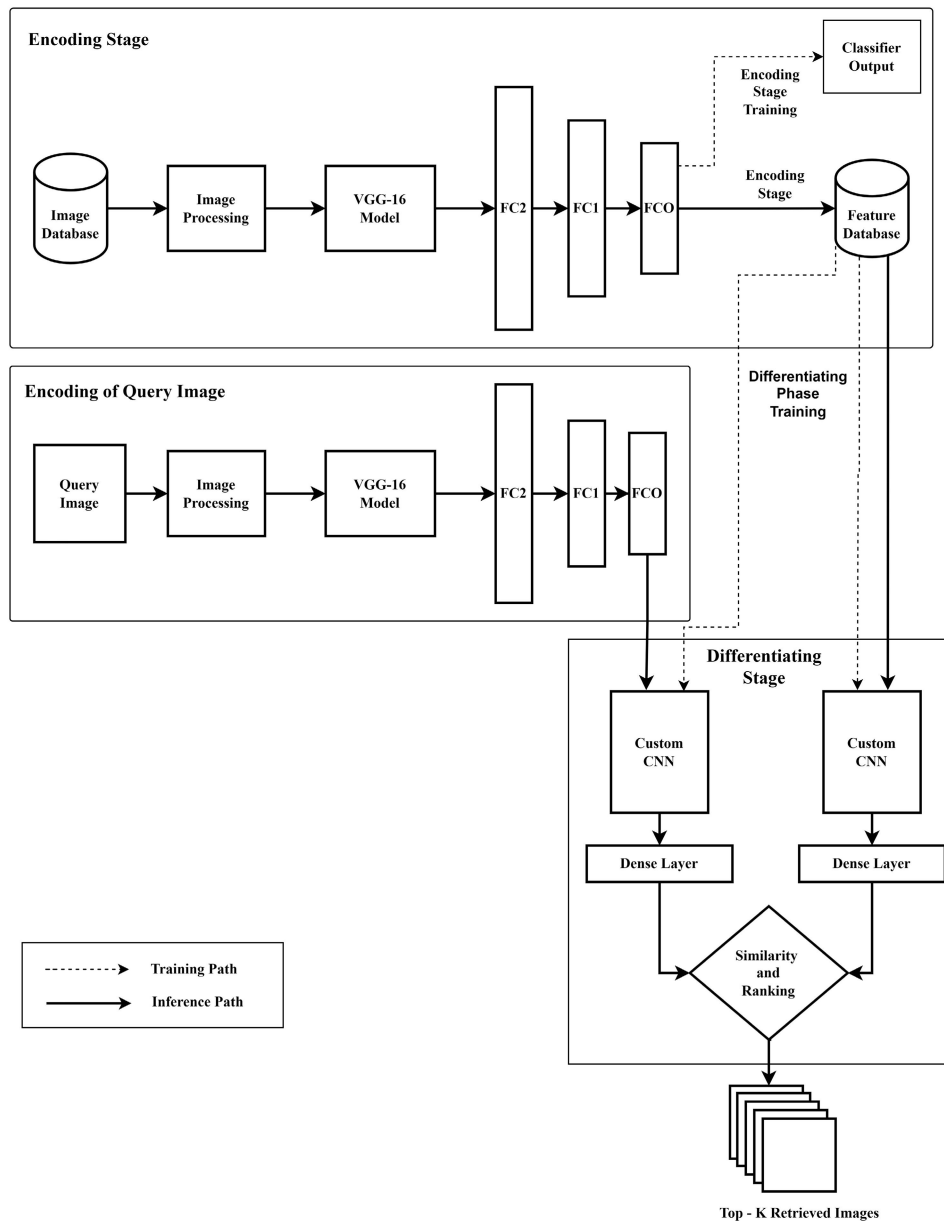 Encoding Stage
Classifier
Output
Encoding
Stage
Training
Image
Database
Image
Processing
VGG-16
Model
FC2
FC1
FCO
Encoding
Stage
Feature
Database
Encoding of Query Image
Differentiating
Phase
Training
Query
Image
Image
Processing
VGG-16
Model
FC2
FC1
FCO
Differentiating
Stage
Custom
CNN
Custom
CNN
Dense Layer
Dense Layer
Similarity
and
Ranking
Training Path
Inference Path
Top - K Retrieved Images